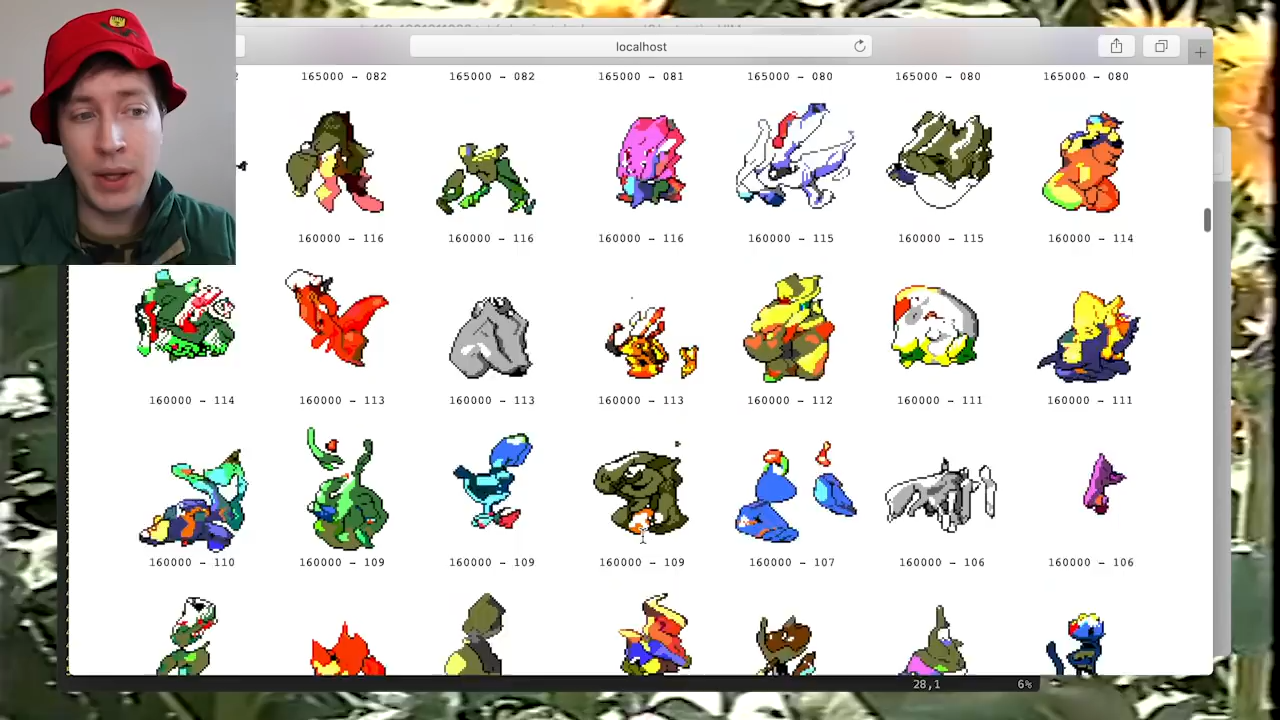 localhost
165000 - 082
165000 - 082
165000 - 081
165000 - 080
165000 - 080
165000 - 080
160000 - 116
160000 - 116
160000 - 116
160000 - 115
160000 - 115
160000 - 114
160000 - 114
160000 - 113
160000 - 113
160000 - 113
160000 - 112
160000 - 111
160000 - 111
160000 - 110
160000 - 109
160000 - 109
160000 - 109
160000 - 107
160000 - 106
160000 - 106
28,1
6%